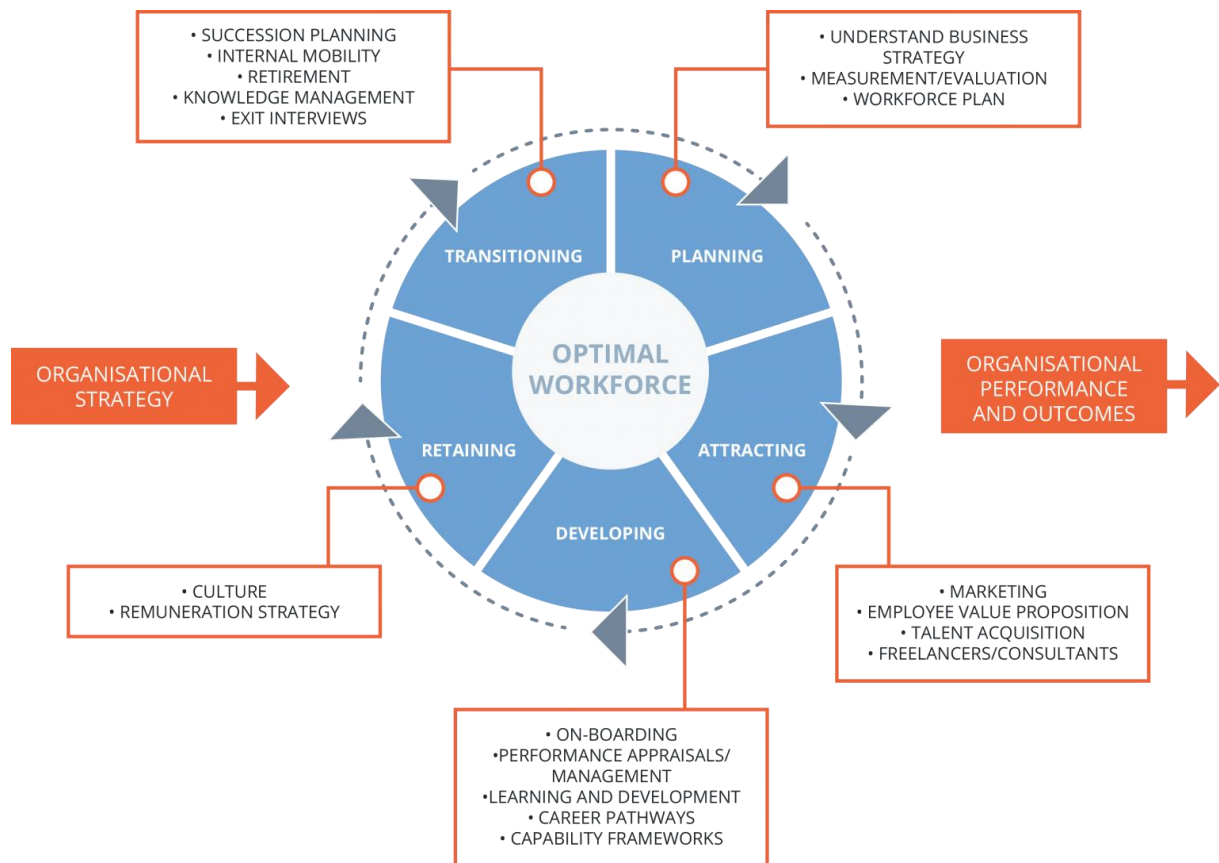 • SUCCESSION PLANNING
• INTERNAL MOBILITY
• RETIREMENT
• KNOWLEDGE MANAGEMENT
• EXIT INTERVIEWS
• UNDERSTAND BUSINESS
STRATEGY
• MEASUREMENT/EVALUATION
• WORKFORCE PLAN
TRANSITIONING
PLANNING
OPTIMAL
WORKFORCE
ORGANISATIONAL
STRATEGY
ORGANISATIONAL
PERFORMANCE
AND OUTCOMES
RETAINING
ATTRACTING
DEVELOPING
• CULTURE
• REMUNERATION STRATEGY
• MARKETING
• EMPLOYEE VALUE PROPOSITION
• TALENT ACQUISITION
• FREELANCERS/CONSULTANTS
• ON-BOARDING
•PERFORMANCE APPRAISALS/
MANAGEMENT
•LEARNING AND DEVELOPMENT
• CAREER PATHWAYS
• CAPABILITY FRAMEWORKS